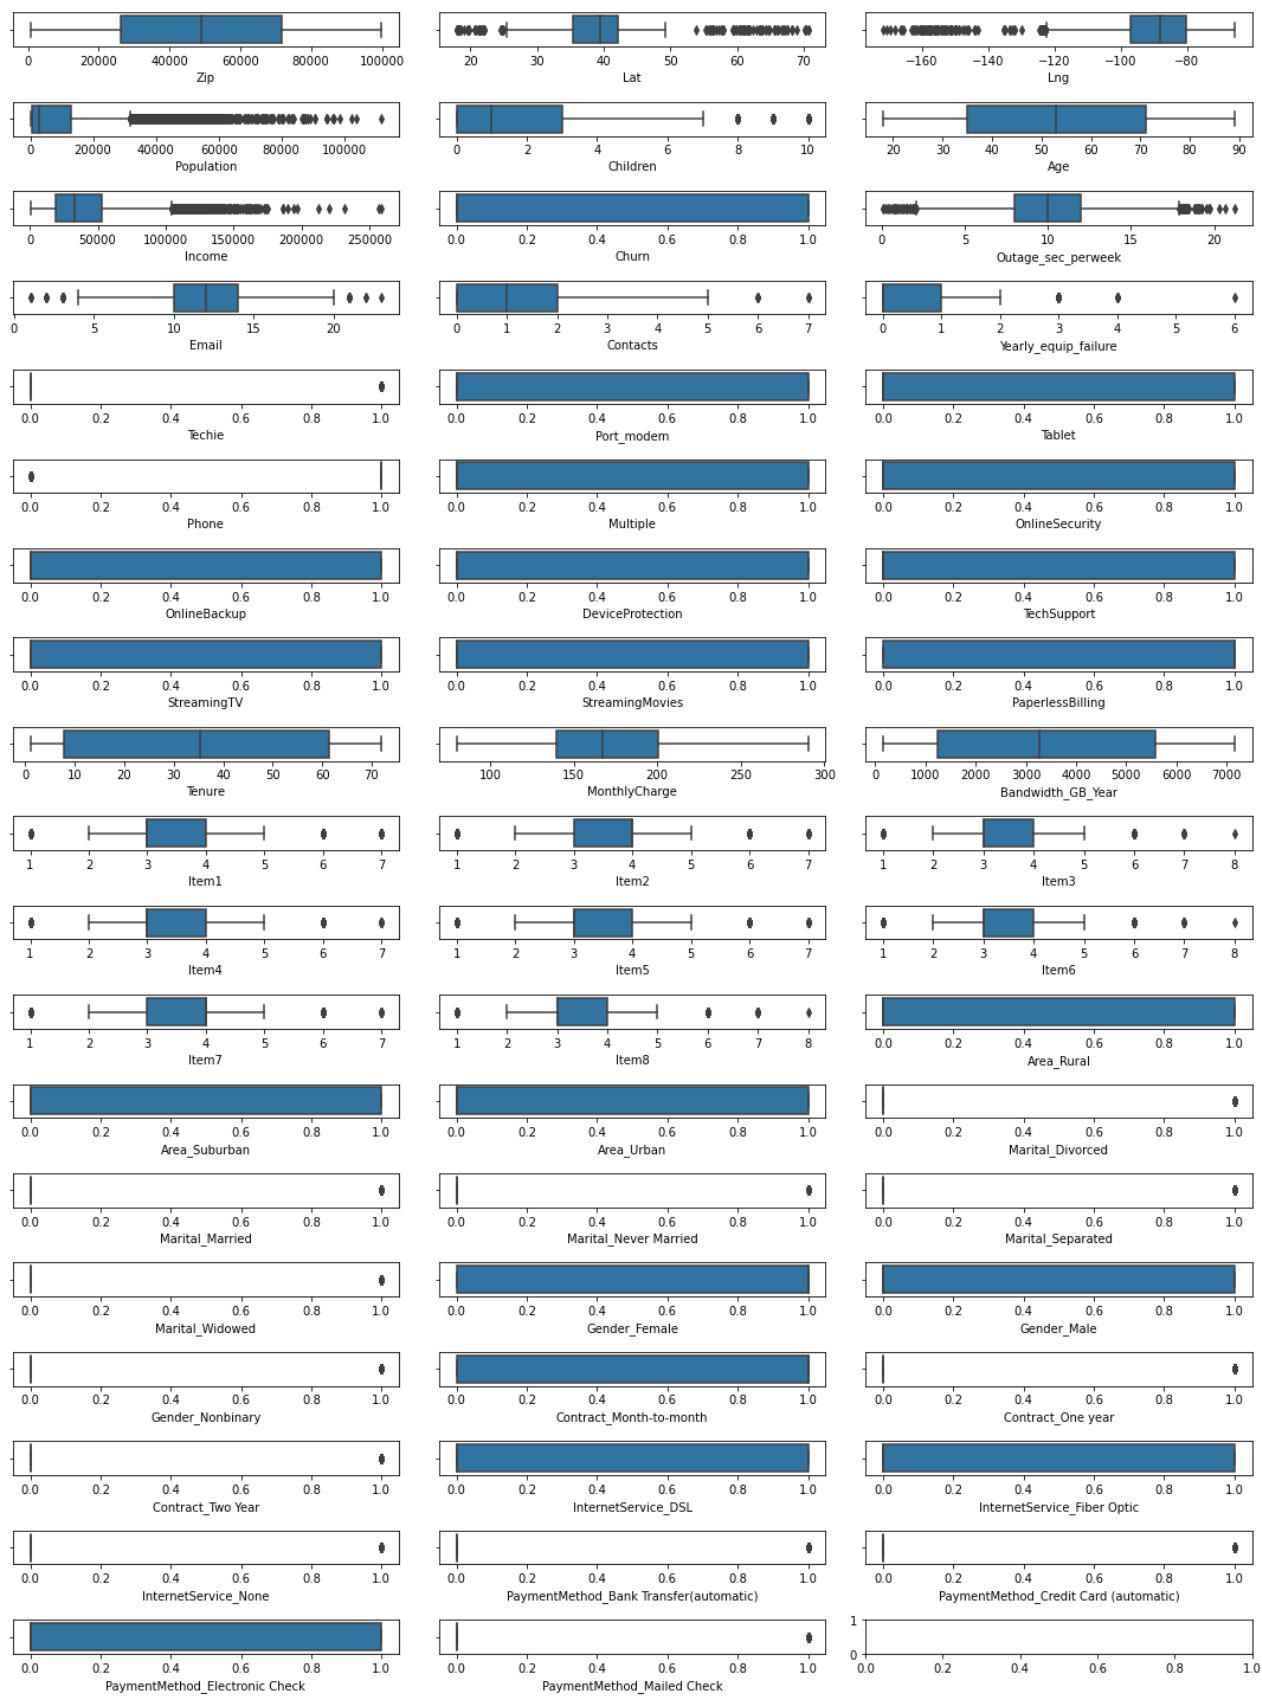 0 20000 40000 60000 80000 100000
Zip
20 30 40 50 60 70
Lat
−160 −140 −120 −100 −80
Lng
0 20000 40000 60000 80000 100000
Population
0 2 4 6 8 10
Children
20 30 40 50 60 70 80 90
Age
0 50000 100000 150000 200000 250000
Income
0.0 0.2 0.4 0.6 0.8 1.0
Churn
0 5 10 15 20
Outage_sec_perweek
0 5 10 15 20
Email
0 1 2 3 4 5 6 7
Contacts
0 1 2 3 4 5 6
Yearly_equip_failure
0.0 0.2 0.4 0.6 0.8 1.0
Techie
0.0 0.2 0.4 0.6 0.8 1.0
Port_modem
0.0 0.2 0.4 0.6 0.8 1.0
Tablet
0.0 0.2 0.4 0.6 0.8 1.0
Phone
0.0 0.2 0.4 0.6 0.8 1.0
Multiple
0.0 0.2 0.4 0.6 0.8 1.0
OnlineSecurity
0.0 0.2 0.4 0.6 0.8 1.0
OnlineBackup
0.0 0.2 0.4 0.6 0.8 1.0
DeviceProtection
0.0 0.2 0.4 0.6 0.8 1.0
TechSupport
0.0 0.2 0.4 0.6 0.8 1.0
StreamingTV
0.0 0.2 0.4 0.6 0.8 1.0
StreamingMovies
0.0 0.2 0.4 0.6 0.8 1.0
PaperlessBilling
0 10 20 30 40 50 60 70
Tenure
100 150 200 250 300
MonthlyCharge
0 1000 2000 3000 4000 5000 6000 7000
Bandwidth_GB_Year
1 2 3 4 5 6 7
Item1
1 2 3 4 5 6 7
Item2
1 2 3 4 5 6 7 8
Item3
1 2 3 4 5 6 7
Item4
1 2 3 4 5 6 7
Item5
1 2 3 4 5 6 7 8
Item6
1 2 3 4 5 6 7
Item7
1 2 3 4 5 6 7 8
Item8
0.0 0.2 0.4 0.6 0.8 1.0
Area_Rural
0.0 0.2 0.4 0.6 0.8 1.0
Area_Suburban
0.0 0.2 0.4 0.6 0.8 1.0
Area_Urban
0.0 0.2 0.4 0.6 0.8 1.0
Marital_Divorced
0.0 0.2 0.4 0.6 0.8 1.0
Marital_Married
0.0 0.2 0.4 0.6 0.8 1.0
Marital_Never Married
0.0 0.2 0.4 0.6 0.8 1.0
Marital_Separated
0.0 0.2 0.4 0.6 0.8 1.0
Marital_Widowed
0.0 0.2 0.4 0.6 0.8 1.0
Gender_Female
0.0 0.2 0.4 0.6 0.8 1.0
Gender_Male
0.0 0.2 0.4 0.6 0.8 1.0
Gender_Nonbinary
0.0 0.2 0.4 0.6 0.8 1.0
Contract_Month-to-month
0.0 0.2 0.4 0.6 0.8 1.0
Contract_One year
0.0 0.2 0.4 0.6 0.8 1.0
Contract_Two Year
0.0 0.2 0.4 0.6 0.8 1.0
InternetService_DSL
0.0 0.2 0.4 0.6 0.8 1.0
InternetService_Fiber Optic
0.0 0.2 0.4 0.6 0.8 1.0
InternetService_None
0.0 0.2 0.4 0.6 0.8 1.0
PaymentMethod_Bank Transfer(automatic)
0.0 0.2 0.4 0.6 0.8 1.0
PaymentMethod_Credit Card (automatic)
0.0 0.2 0.4 0.6 0.8 1.0
PaymentMethod_Electronic Check
0.0 0.2 0.4 0.6 0.8 1.0
PaymentMethod_Mailed Check
1
0
0.0 0.2 0.4 0.6 0.8 1.0